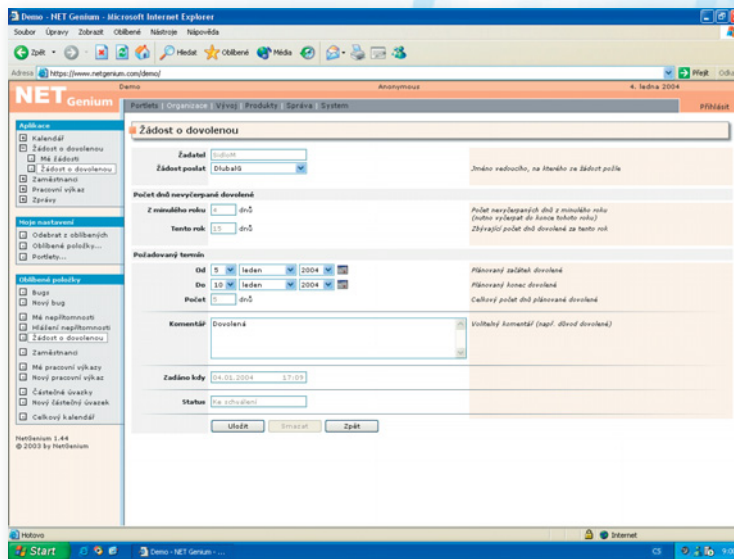 Demo - NET Genium - Microsoft Internet Explorer
Soubor Úpravy Zobrazit Oblíbené Nástroje Nápověda
Zpět Hledat Oblíbené Média
Adresa https://www.netgenium.com/demo/ Přejít
NET Genium
Demo Anonymous 4. ledna 2004
Portlets | Organizace | Vývoj | Produkty | Správa | System Přihlásit
Aplikace
Kalendář
Žádost o dovolenou
Mé žádosti
Žádost o dovolenou
Zaměstnanci
Pracovní výkaz
Zprávy
Moje nastavení
Odebrat z oblíbených
Oblíbené položky...
Portlety...
Oblíbené položky
Bugs
Nový bug
Mé nepřítomnosti
Hlášení nepřítomnosti
Žádost o dovolenou
Zaměstnanci
Mé pracovní výkazy
Nový pracovní výkaz
Částečné úvazky
Nový částečný úvazek
Celkový kalendář
NetGenium 1.44
© 2003 by NetGenium
Žádost o dovolenou
Žadatel SidluM
Žádost poslat DlubalG Jméno vedoucího, na kterého se žádost pošle
Počet dnů nevyčerpané dovolené
Z minulého roku 4 dnů Počet nevyčerpaných dnů z minulého roku
(nutno vyčerpat do konce tohoto roku)
Tento rok 15 dnů Zbývající počet dnů dovolené za tento rok
Požadovaný termín
Od 5 leden 2004 Plánovaný začátek dovolené
Do 10 leden 2004 Plánovaný konec dovolené
Počet 5 dnů Celkový počet dnů plánované dovolené
Komentář Dovolená Volitelný komentář (např. důvod dovolené)
Zadáno kdy 04.01.2004 17:09
Status Ke schválení
Uložit Smazat Zpět
Hotovo Internet
Start Demo - NET Genium - ... CS